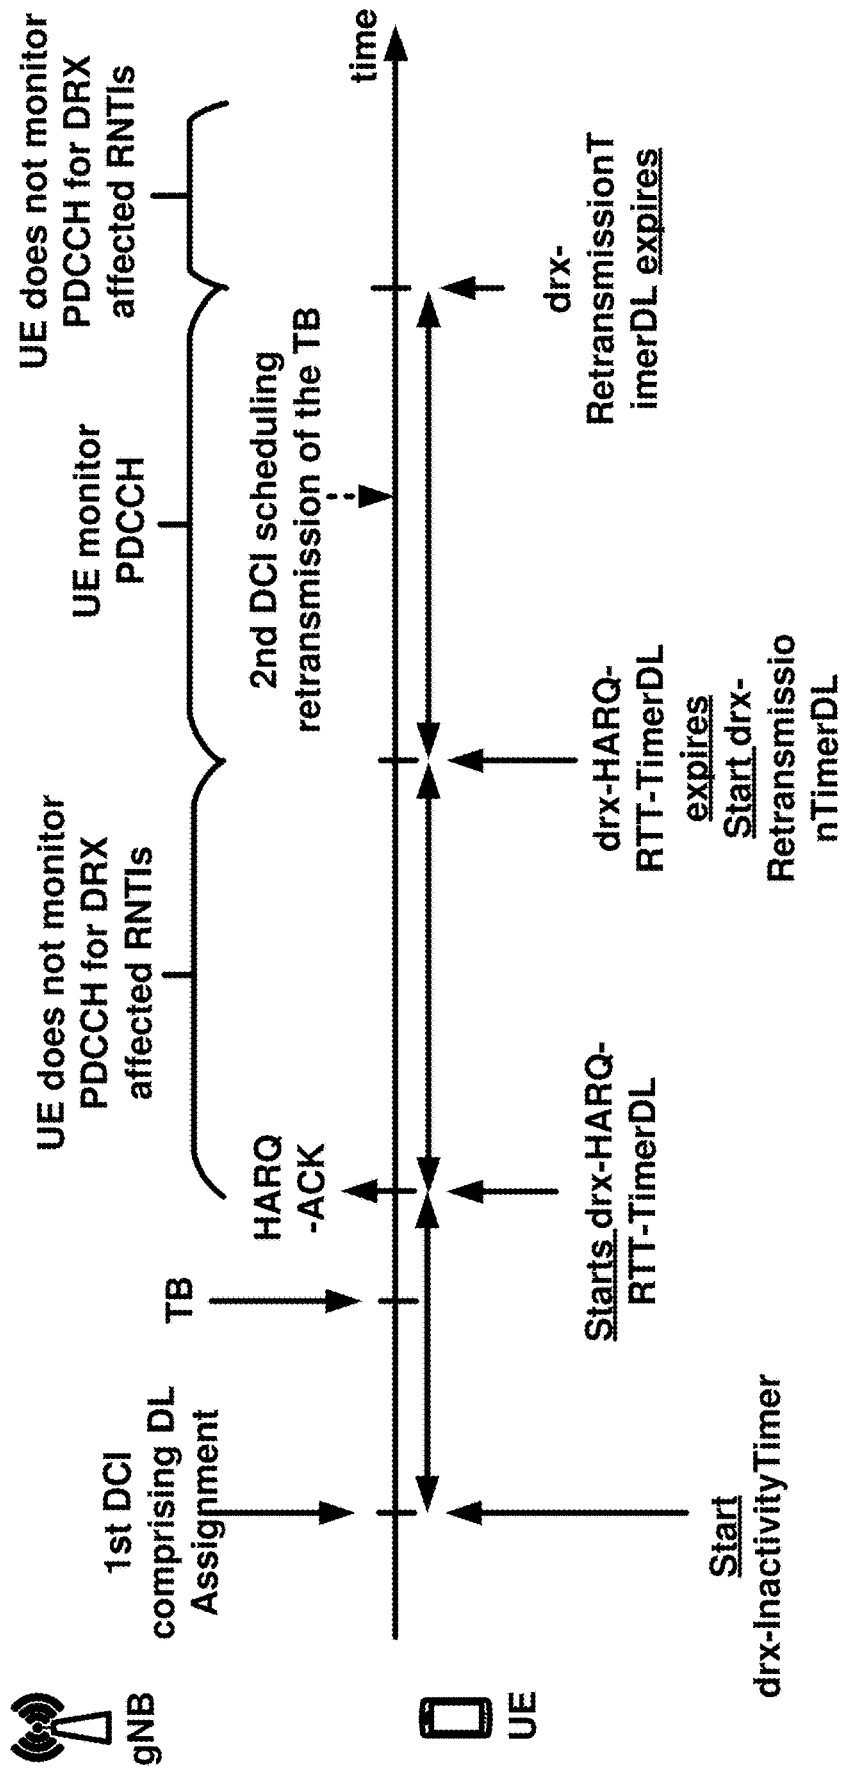 gNB
1st DCI
comprising DL
Assignment
TB
HARQ
-ACK
UE does not monitor
PDCCH for DRX
affected RNTIs
UE monitor
PDCCH
2nd DCI scheduling
retransmission of the TB
UE does not monitor
PDCCH for DRX
affected RNTIs
time
UE
Start
drx-InactivityTimer
Starts drx-HARQ-
RTT-TimerDL
drx-HARQ-
RTT-TimerDL
expires
Start drx-
Retransmissio
nTimerDL
drx-
RetransmissionT
imerDL expires